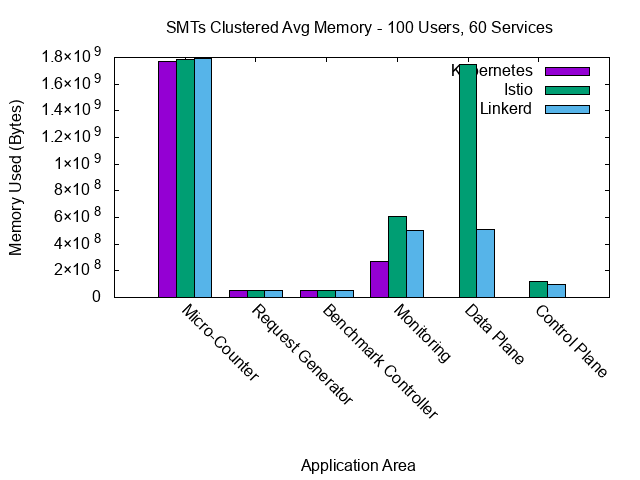 SMTs Clustered Avg Memory - 100 Users, 60 Services
Memory Used (Bytes)
1.8×10⁹
1.6×10⁹
1.4×10⁹
1.2×10⁹
1×10⁹
8×10⁸
6×10⁸
4×10⁸
2×10⁸
0
Kubernetes
Istio
Linkerd
Micro-Counter
Request Generator
Benchmark Controller
Monitoring
Data Plane
Control Plane
Application Area